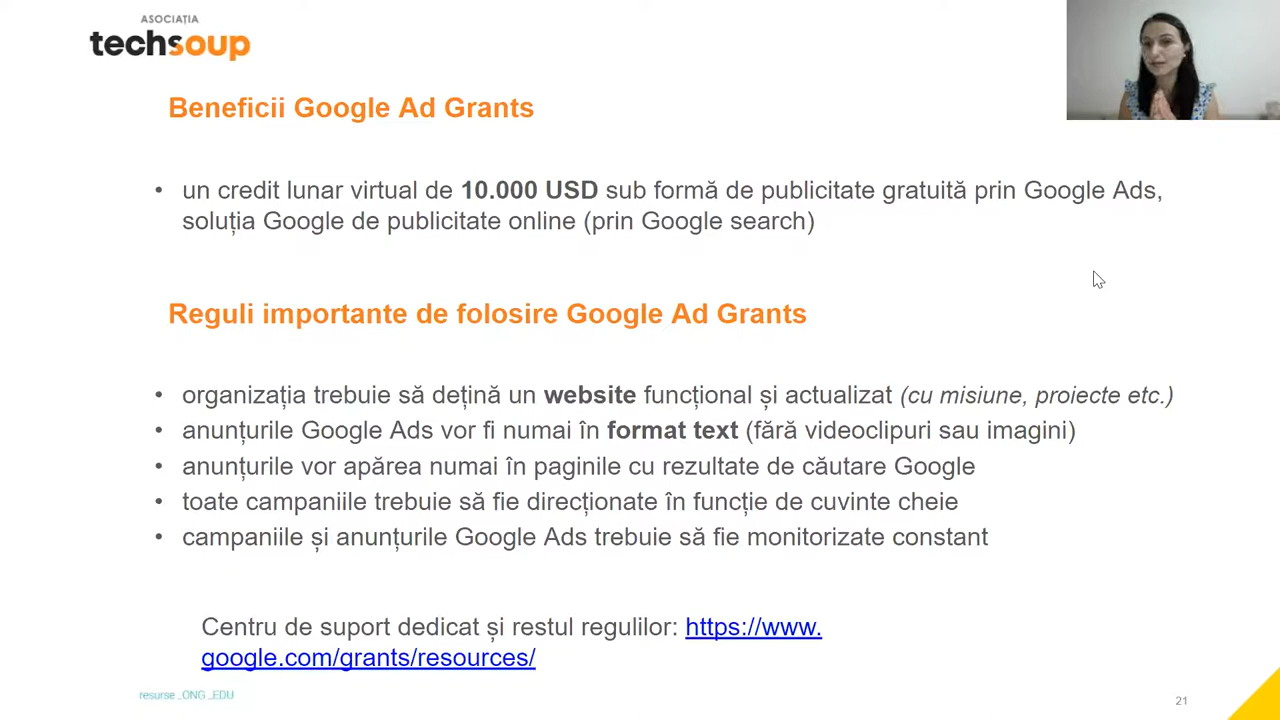 ASOCIAȚIA
techsoup
Beneficii Google Ad Grants
• un credit lunar virtual de 10.000 USD sub formă de publicitate gratuită prin Google Ads,
soluția Google de publicitate online (prin Google search)
Reguli importante de folosire Google Ad Grants
• organizația trebuie să dețină un website funcțional și actualizat (cu misiune, proiecte etc.)
• anunțurile Google Ads vor fi numai în format text (fără videoclipuri sau imagini)
• anunțurile vor apărea numai în paginile cu rezultate de căutare Google
• toate campaniile trebuie să fie direcționate în funcție de cuvinte cheie
• campaniile și anunțurile Google Ads trebuie să fie monitorizate constant
Centru de suport dedicat și restul regulilor: https://www.
google.com/grants/resources/
resurse_ONG_EDU
21